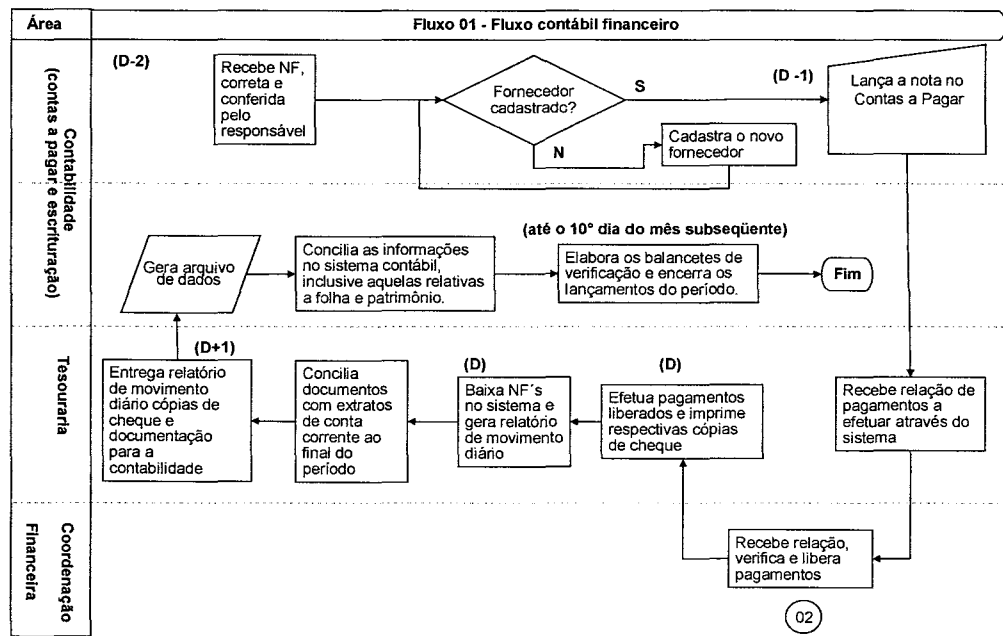 Área
Fluxo 01 - Fluxo contábil financeiro
Contabilidade
(contas a pagar e escrituração)
(D-2)
Recebe NF,
correta e
conferida
pelo
responsável
Fornecedor
cadastrado?
S
N
Cadastra o novo
fornecedor
(D -1)
Lança a nota no
Contas a Pagar
Gera arquivo
de dados
Concilia as informações
no sistema contábil,
inclusive aquelas relativas
a folha e patrimônio.
(até o 10° dia do mês subseqüente)
Elabora os balancetes de
verificação e encerra os
lançamentos do período.
Fim
Tesouraria
(D+1)
Entrega relatório
de movimento
diário cópias de
cheque e
documentação
para a
contabilidade
Concilia
documentos
com extratos
de conta
corrente ao
final do
período
(D)
Baixa NF´s
no sistema e
gera relatório
de movimento
diário
(D)
Efetua pagamentos
liberados e imprime
respectivas cópias
de cheque
Recebe relação de
pagamentos a
efetuar através do
sistema
Coordenação
Financeira
Recebe relação,
verifica e libera
pagamentos
02